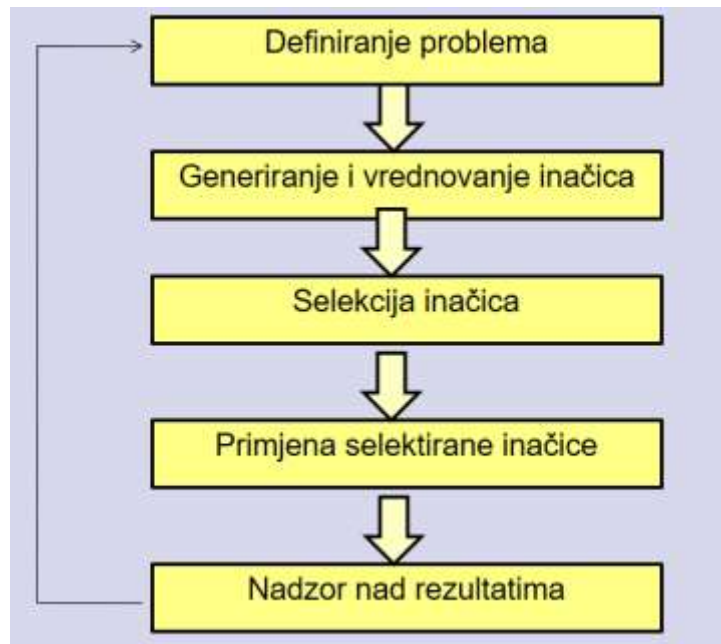 Definiranje problema
Generiranje i vrednovanje inačica
Selekcija inačica
Primjena selektirane inačice
Nadzor nad rezultatima